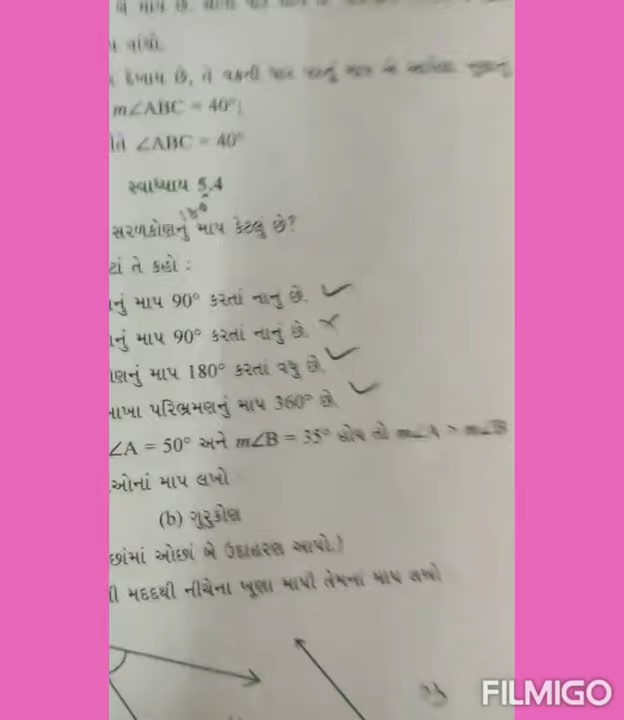 m∠ABC = 40°;
∠ABC = 40°
સ્વાધ્યાય 5.4
180
સરળકોણનું માપ કેટલું છે?
ટાં તે કહો :
નું માપ 90° કરતાં નાનું છે.
નું માપ 90° કરતાં નાનું છે.
ણનું માપ 180° કરતાં વધુ છે.
ખા પરિભ્રમણનું માપ 360° છે.
∠A = 50° અને m∠B = 35° હોય તો m∠A > m∠B
ઓનાં માપ લખો
(b) ગુરુકોણ
છામાં ઓછાં બે ઉદાહરણ આપો.)
ની મદદથી નીચેના ખૂણા માપી તેમનાં માપ લખો
FILMIGO